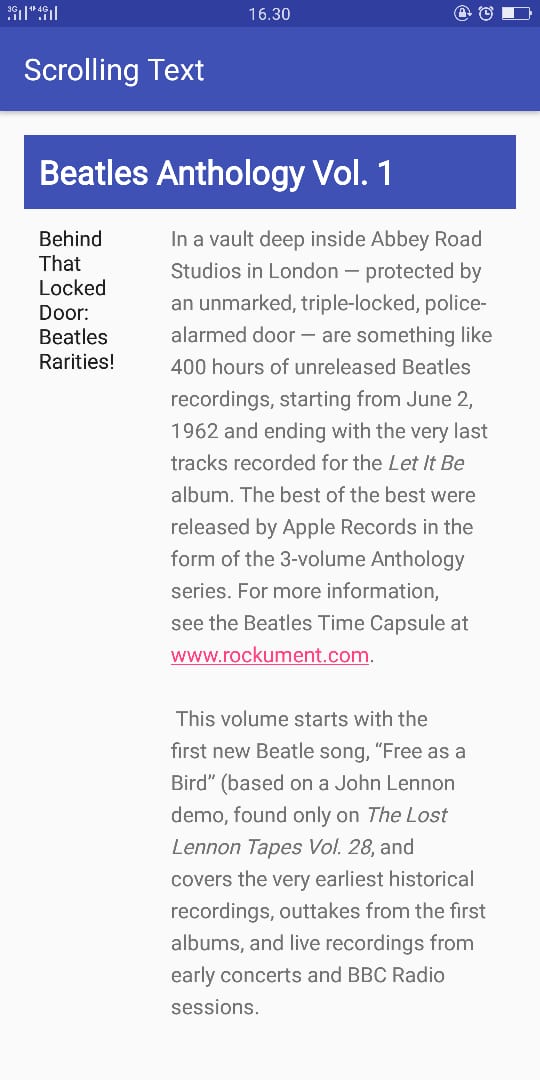 3G 4G
16.30
Scrolling Text
Beatles Anthology Vol. 1
Behind
That
Locked
Door:
Beatles
Rarities!
In a vault deep inside Abbey Road
Studios in London — protected by
an unmarked, triple-locked, police-
alarmed door — are something like
400 hours of unreleased Beatles
recordings, starting from June 2,
1962 and ending with the very last
tracks recorded for the Let It Be
album. The best of the best were
released by Apple Records in the
form of the 3-volume Anthology
series. For more information,
see the Beatles Time Capsule at
www.rockument.com.
This volume starts with the
first new Beatle song, “Free as a
Bird” (based on a John Lennon
demo, found only on The Lost
Lennon Tapes Vol. 28, and
covers the very earliest historical
recordings, outtakes from the first
albums, and live recordings from
early concerts and BBC Radio
sessions.